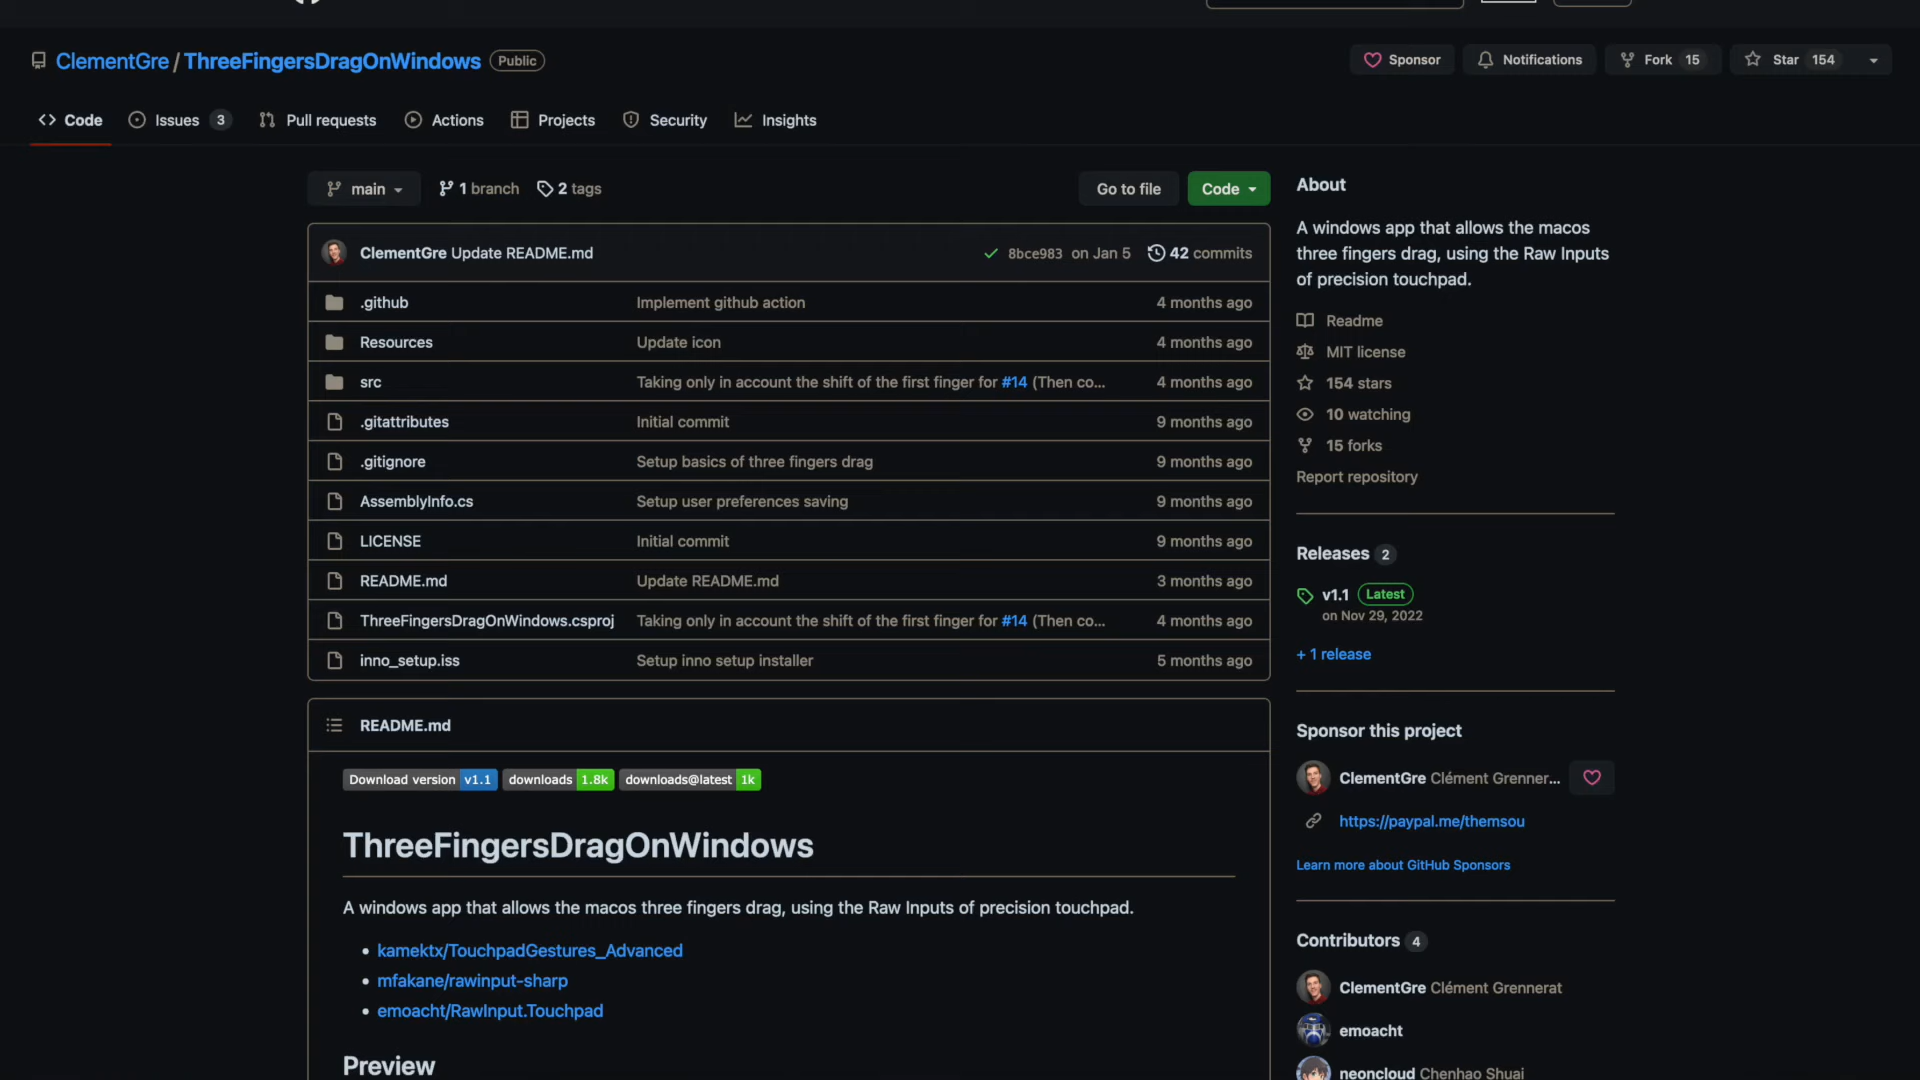 ClementGre / ThreeFingersDragOnWindows Public
Sponsor Notifications Fork 15 Star 154
Code Issues 3 Pull requests Actions Projects Security Insights
main 1 branch 2 tags Go to file Code
ClementGre Update README.md 8bce983 on Jan 5 42 commits
.github Implement github action 4 months ago
Resources Update icon 4 months ago
src Taking only in account the shift of the first finger for #14 (Then co... 4 months ago
.gitattributes Initial commit 9 months ago
.gitignore Setup basics of three fingers drag 9 months ago
AssemblyInfo.cs Setup user preferences saving 9 months ago
LICENSE Initial commit 9 months ago
README.md Update README.md 3 months ago
ThreeFingersDragOnWindows.csproj Taking only in account the shift of the first finger for #14 (Then co... 4 months ago
inno_setup.iss Setup inno setup installer 5 months ago
README.md
Download version v1.1 downloads 1.8k downloads@latest 1k
ThreeFingersDragOnWindows
A windows app that allows the macos three fingers drag, using the Raw Inputs of precision touchpad.
• kamektx/TouchpadGestures_Advanced
• mfakane/rawinput-sharp
• emoacht/RawInput.Touchpad
Preview
About
A windows app that allows the macos
three fingers drag, using the Raw Inputs
of precision touchpad.
Readme
MIT license
154 stars
10 watching
15 forks
Report repository
Releases 2
v1.1 Latest
on Nov 29, 2022
+ 1 release
Sponsor this project
ClementGre Clément Grenner...
https://paypal.me/themsou
Learn more about GitHub Sponsors
Contributors 4
ClementGre Clément Grennerat
emoacht
neoncloud Chenhao Shuai